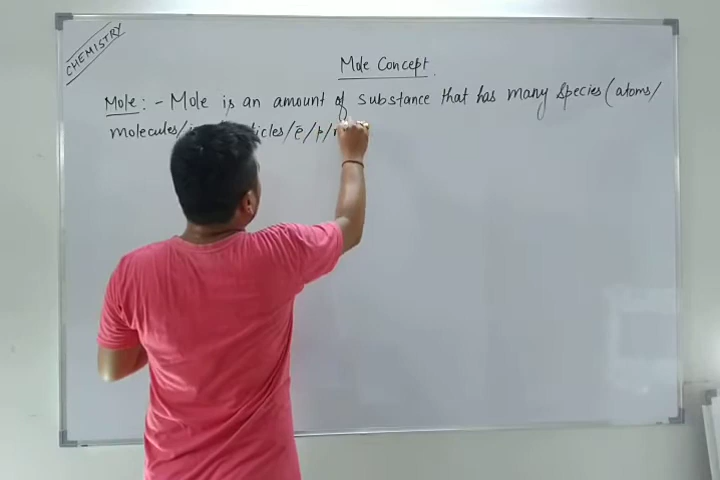 CHEMISTRY
Mole Concept.
Mole: - Mole is an amount of substance that has many species (atoms/
molecules/ /ē/p/